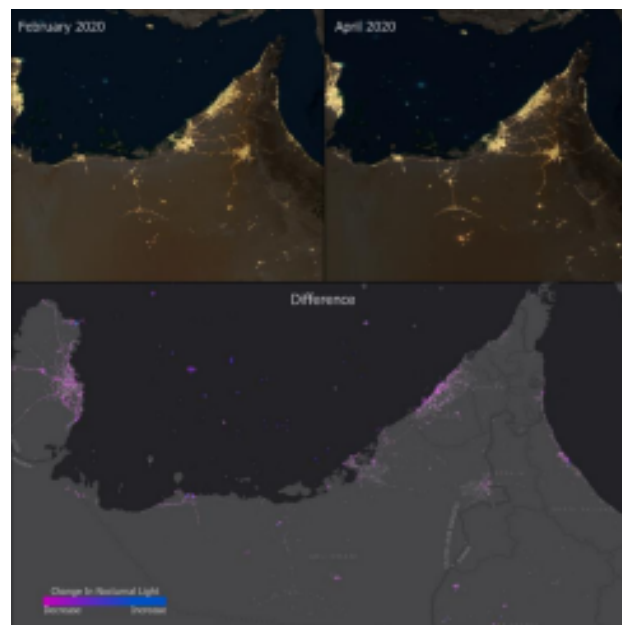 February 2020
April 2020
Difference
Change In Nocturnal Light
Decrease
Increase